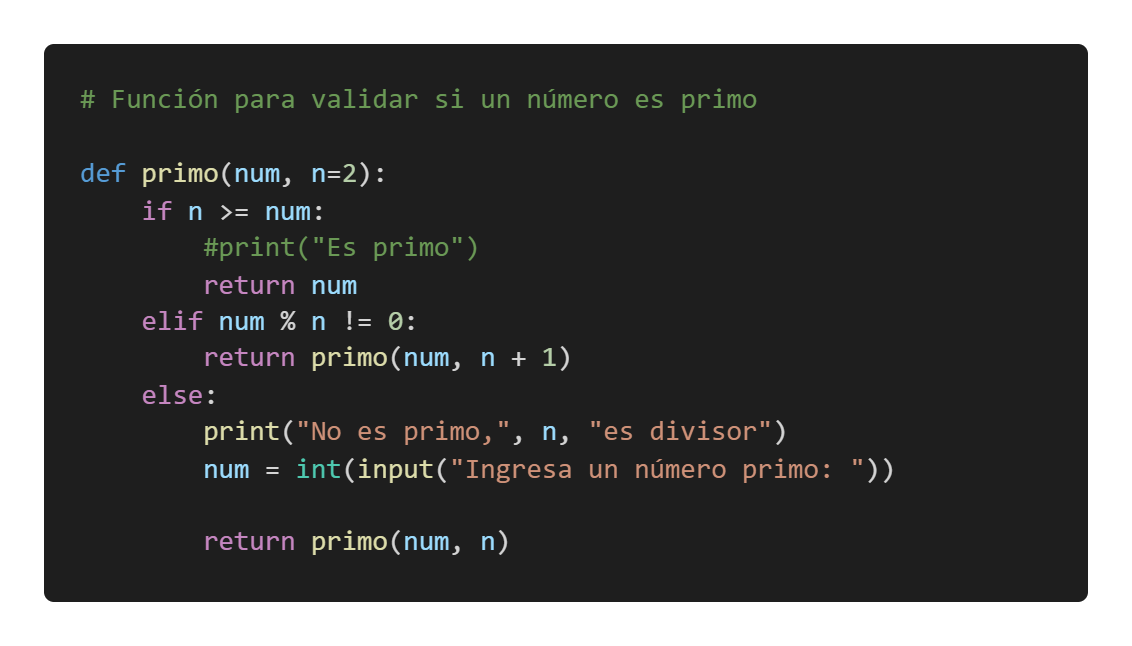 # Función para validar si un número es primo
def primo(num, n=2):
    if n >= num:
        #print("Es primo")
        return num
    elif num % n != 0:
        return primo(num, n + 1)
    else:
        print("No es primo,", n, "es divisor")
        num = int(input("Ingresa un número primo: "))
        return primo(num, n)